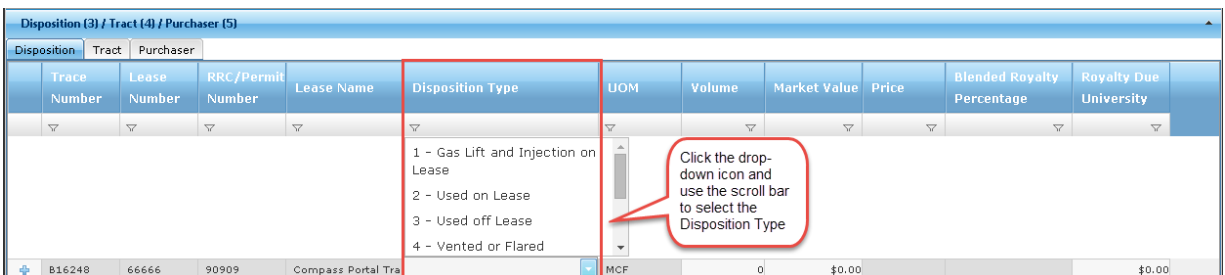 Disposition (3) / Tract (4) / Purchaser (5)
Disposition Tract Purchaser
Trace Number Lease Number RRC/Permit Number Lease Name Disposition Type UOM Volume Market Value Price Blended Royalty Percentage Royalty Due University
1 - Gas Lift and Injection on
Lease
2 - Used on Lease
3 - Used off Lease
4 - Vented or Flared
Click the drop-
down icon and
use the scroll bar
to select the
Disposition Type
B16248 66666 90909 Compass Portal Tra MCF 0 $0.00 $0.00